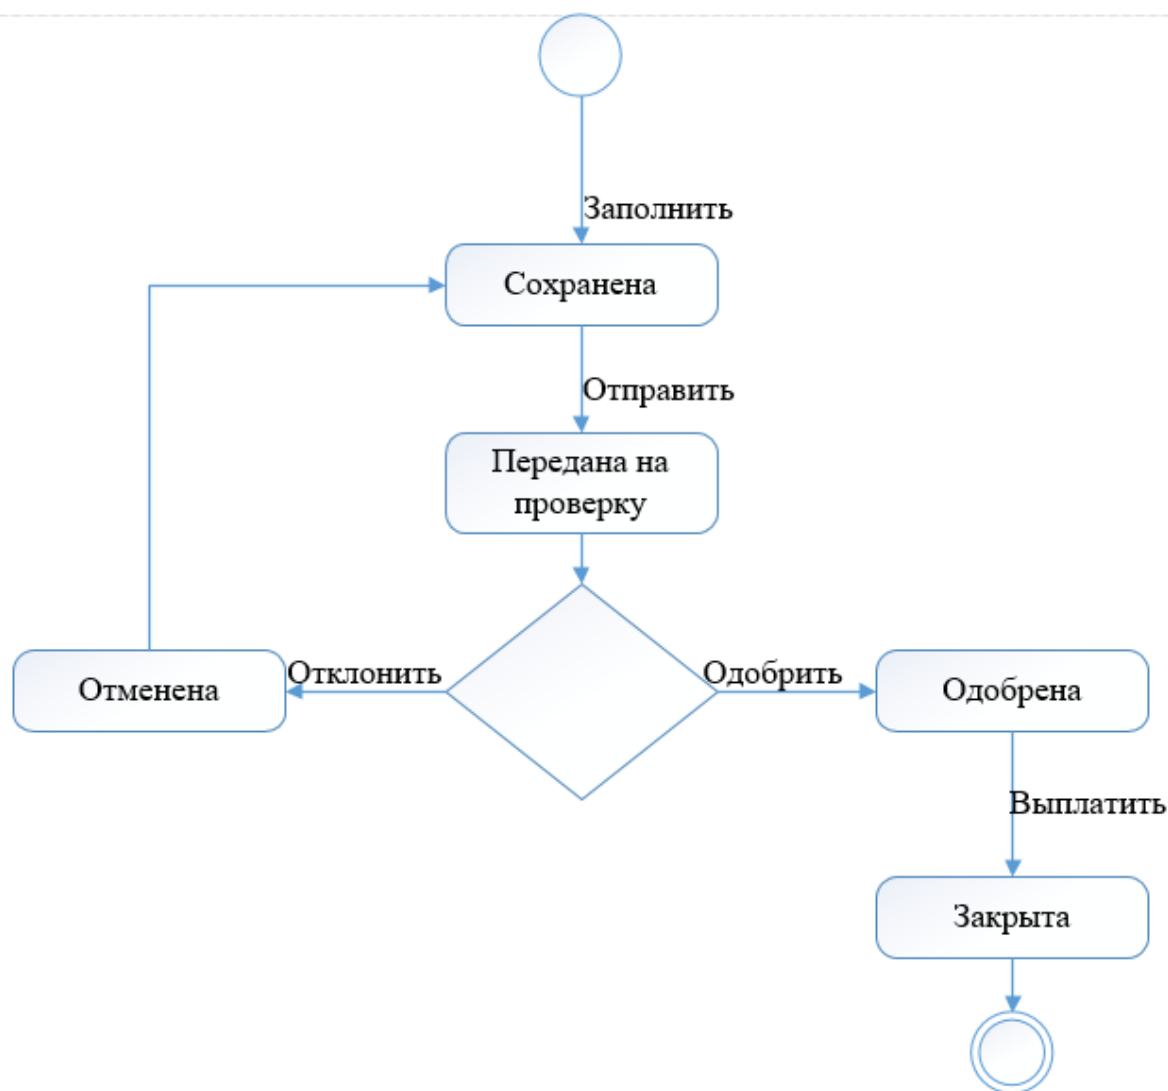 Заполнить
Сохранена
Отправить
Передана на
проверку
Отклонить
Одобрить
Отменена
Одобрена
Выплатить
Закрыта